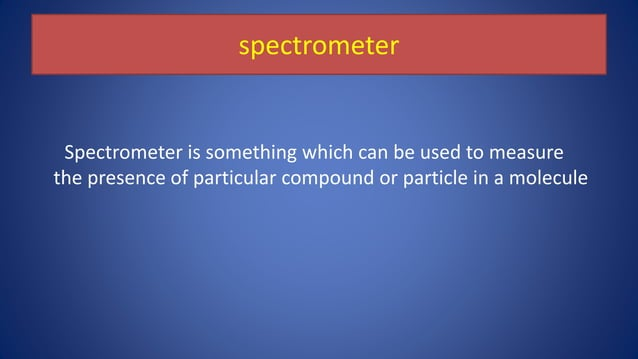 spectrometer
Spectrometer is something which can be used to measure
the presence of particular compound or particle in a molecule